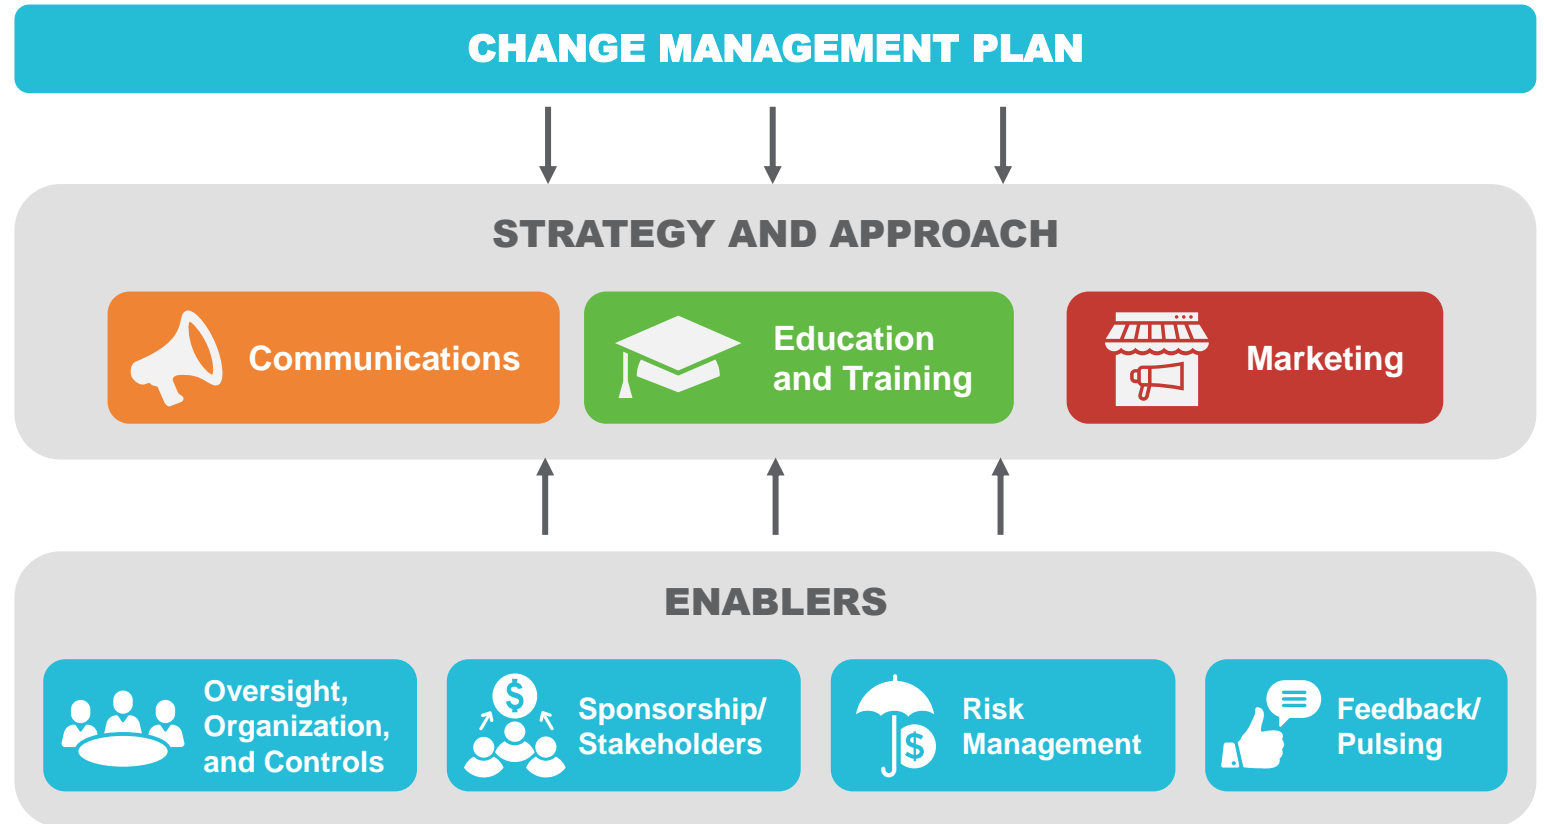 CHANGE MANAGEMENT PLAN
STRATEGY AND APPROACH
Communications
Education
and Training
Marketing
ENABLERS
Oversight,
Organization,
and Controls
$
Sponsorship/
Stakeholders
$
Risk
Management
Feedback/
Pulsing